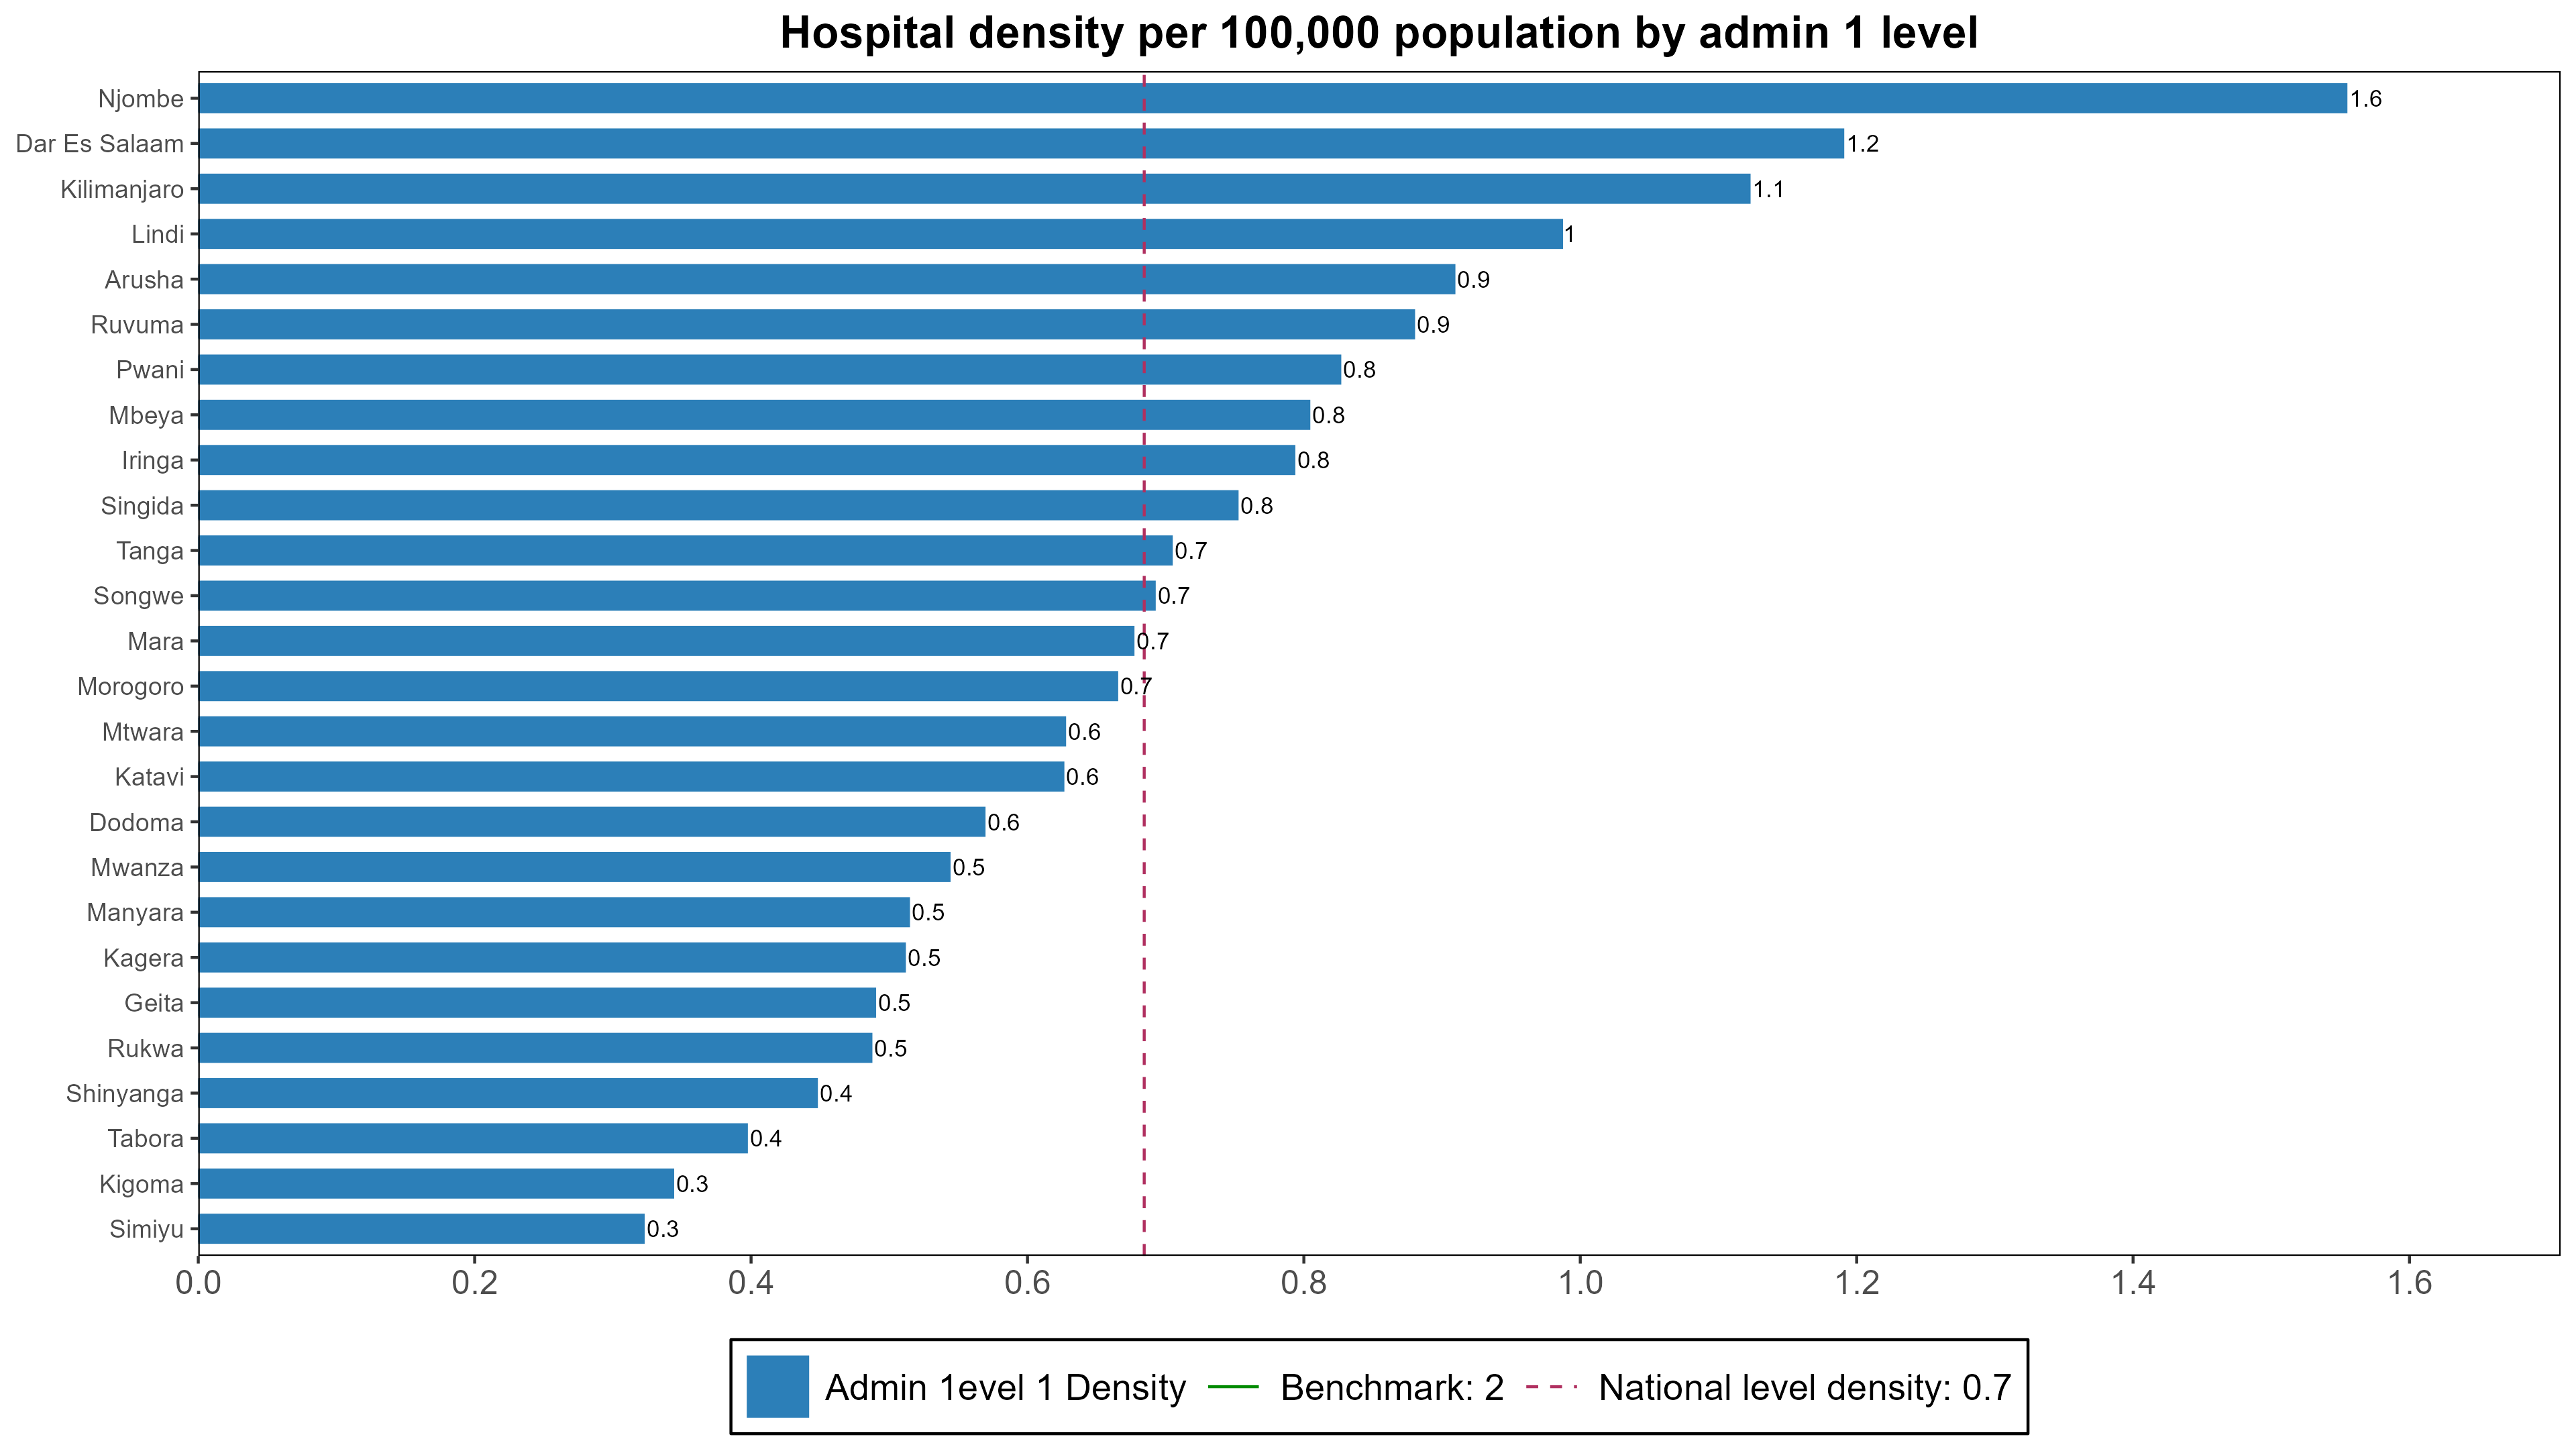 Hospital density per 100,000 population by admin 1 level
Njombe 1.6
Dar Es Salaam 1.2
Kilimanjaro 1.1
Lindi 1
Arusha 0.9
Ruvuma 0.9
Pwani 0.8
Mbeya 0.8
Iringa 0.8
Singida 0.8
Tanga 0.7
Songwe 0.7
Mara 0.7
Morogoro 0.7
Mtwara 0.6
Katavi 0.6
Dodoma 0.6
Mwanza 0.5
Manyara 0.5
Kagera 0.5
Geita 0.5
Rukwa 0.5
Shinyanga 0.4
Tabora 0.4
Kigoma 0.3
Simiyu 0.3
0.0 0.2 0.4 0.6 0.8 1.0 1.2 1.4 1.6
Admin 1evel 1 Density Benchmark: 2 National level density: 0.7